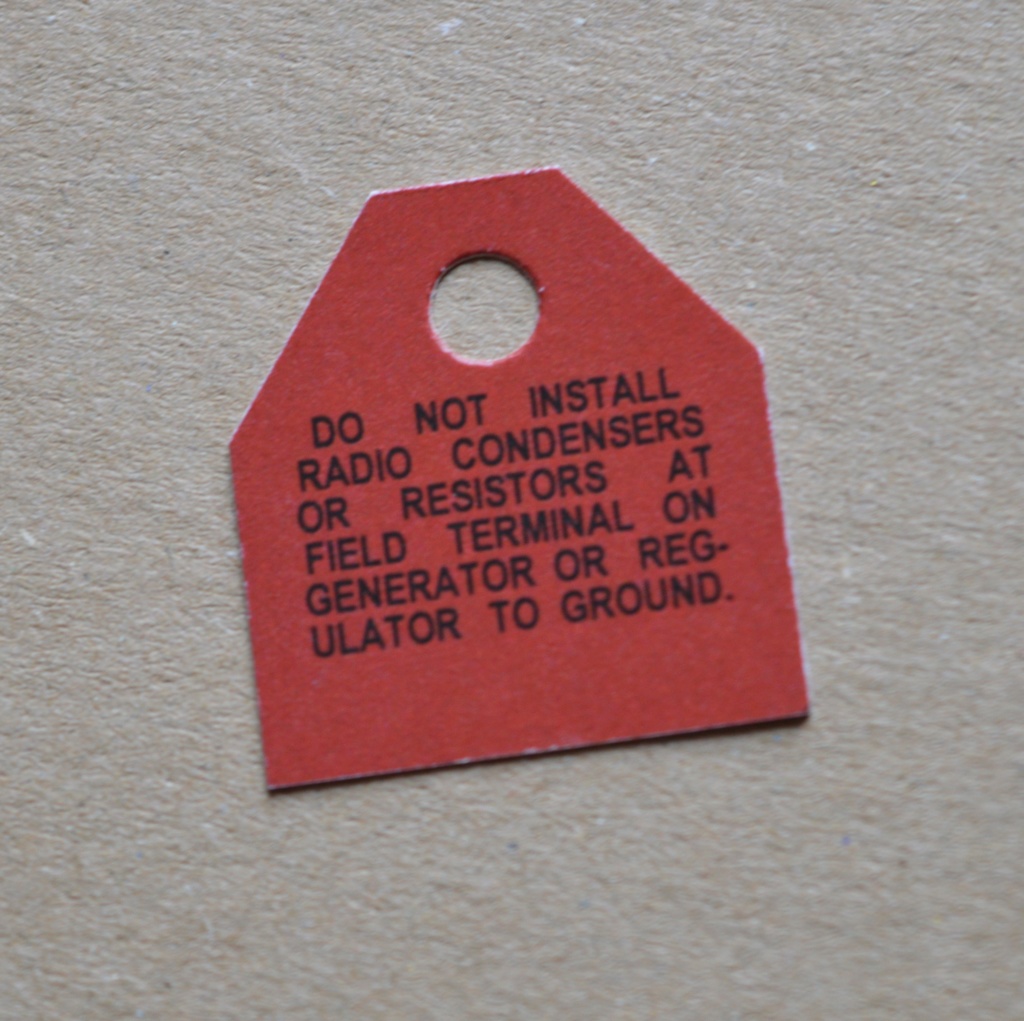 DO NOT INSTALL
RADIO CONDENSERS
OR RESISTORS AT
FIELD TERMINAL ON
GENERATOR OR REG-
ULATOR TO GROUND.